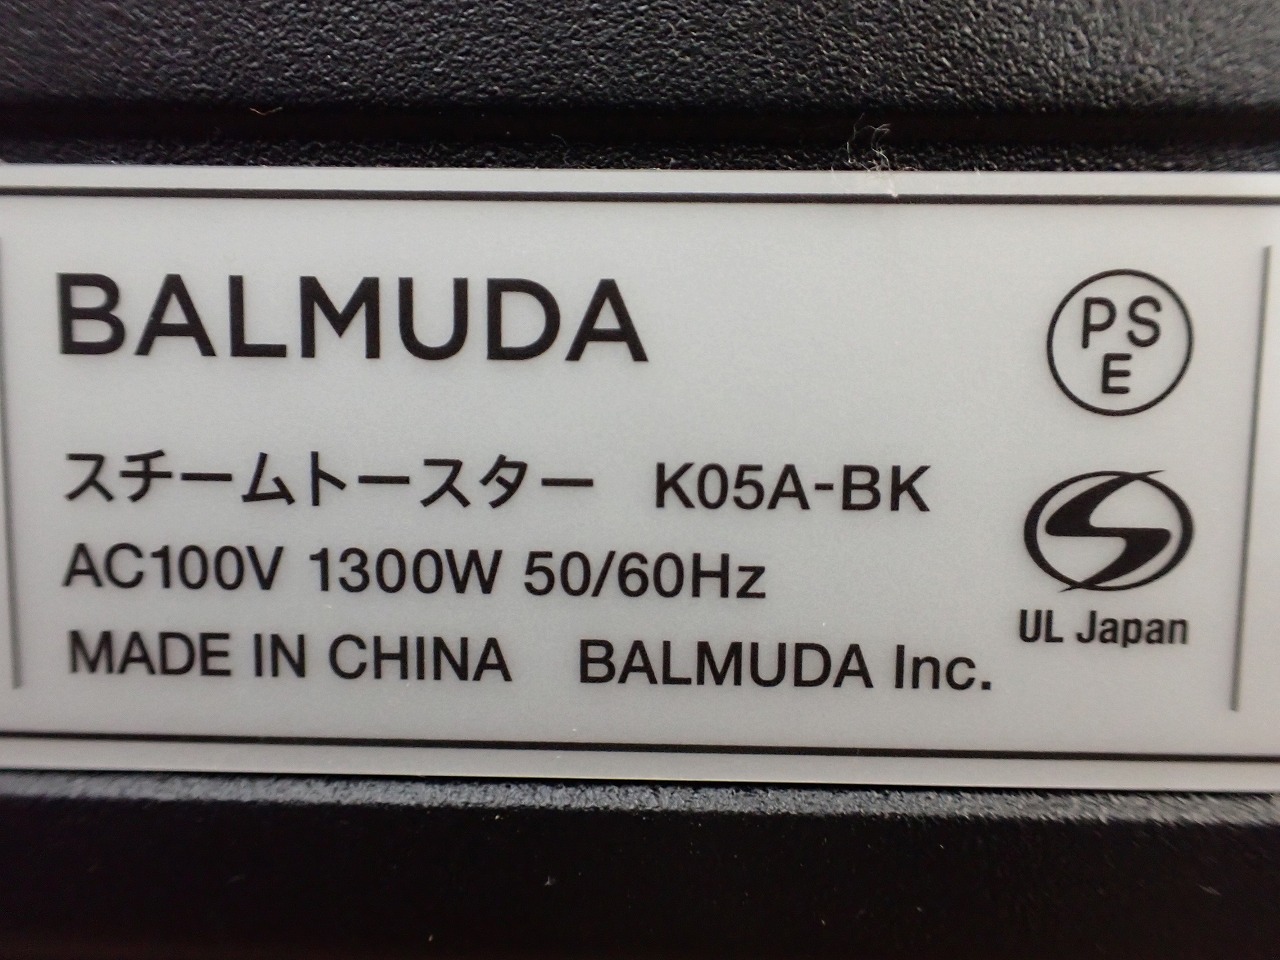 BALMUDA
PSE
スチームトースター K05A-BK
AC100V 1300W 50/60Hz
UL Japan
MADE IN CHINA BALMUDA Inc.